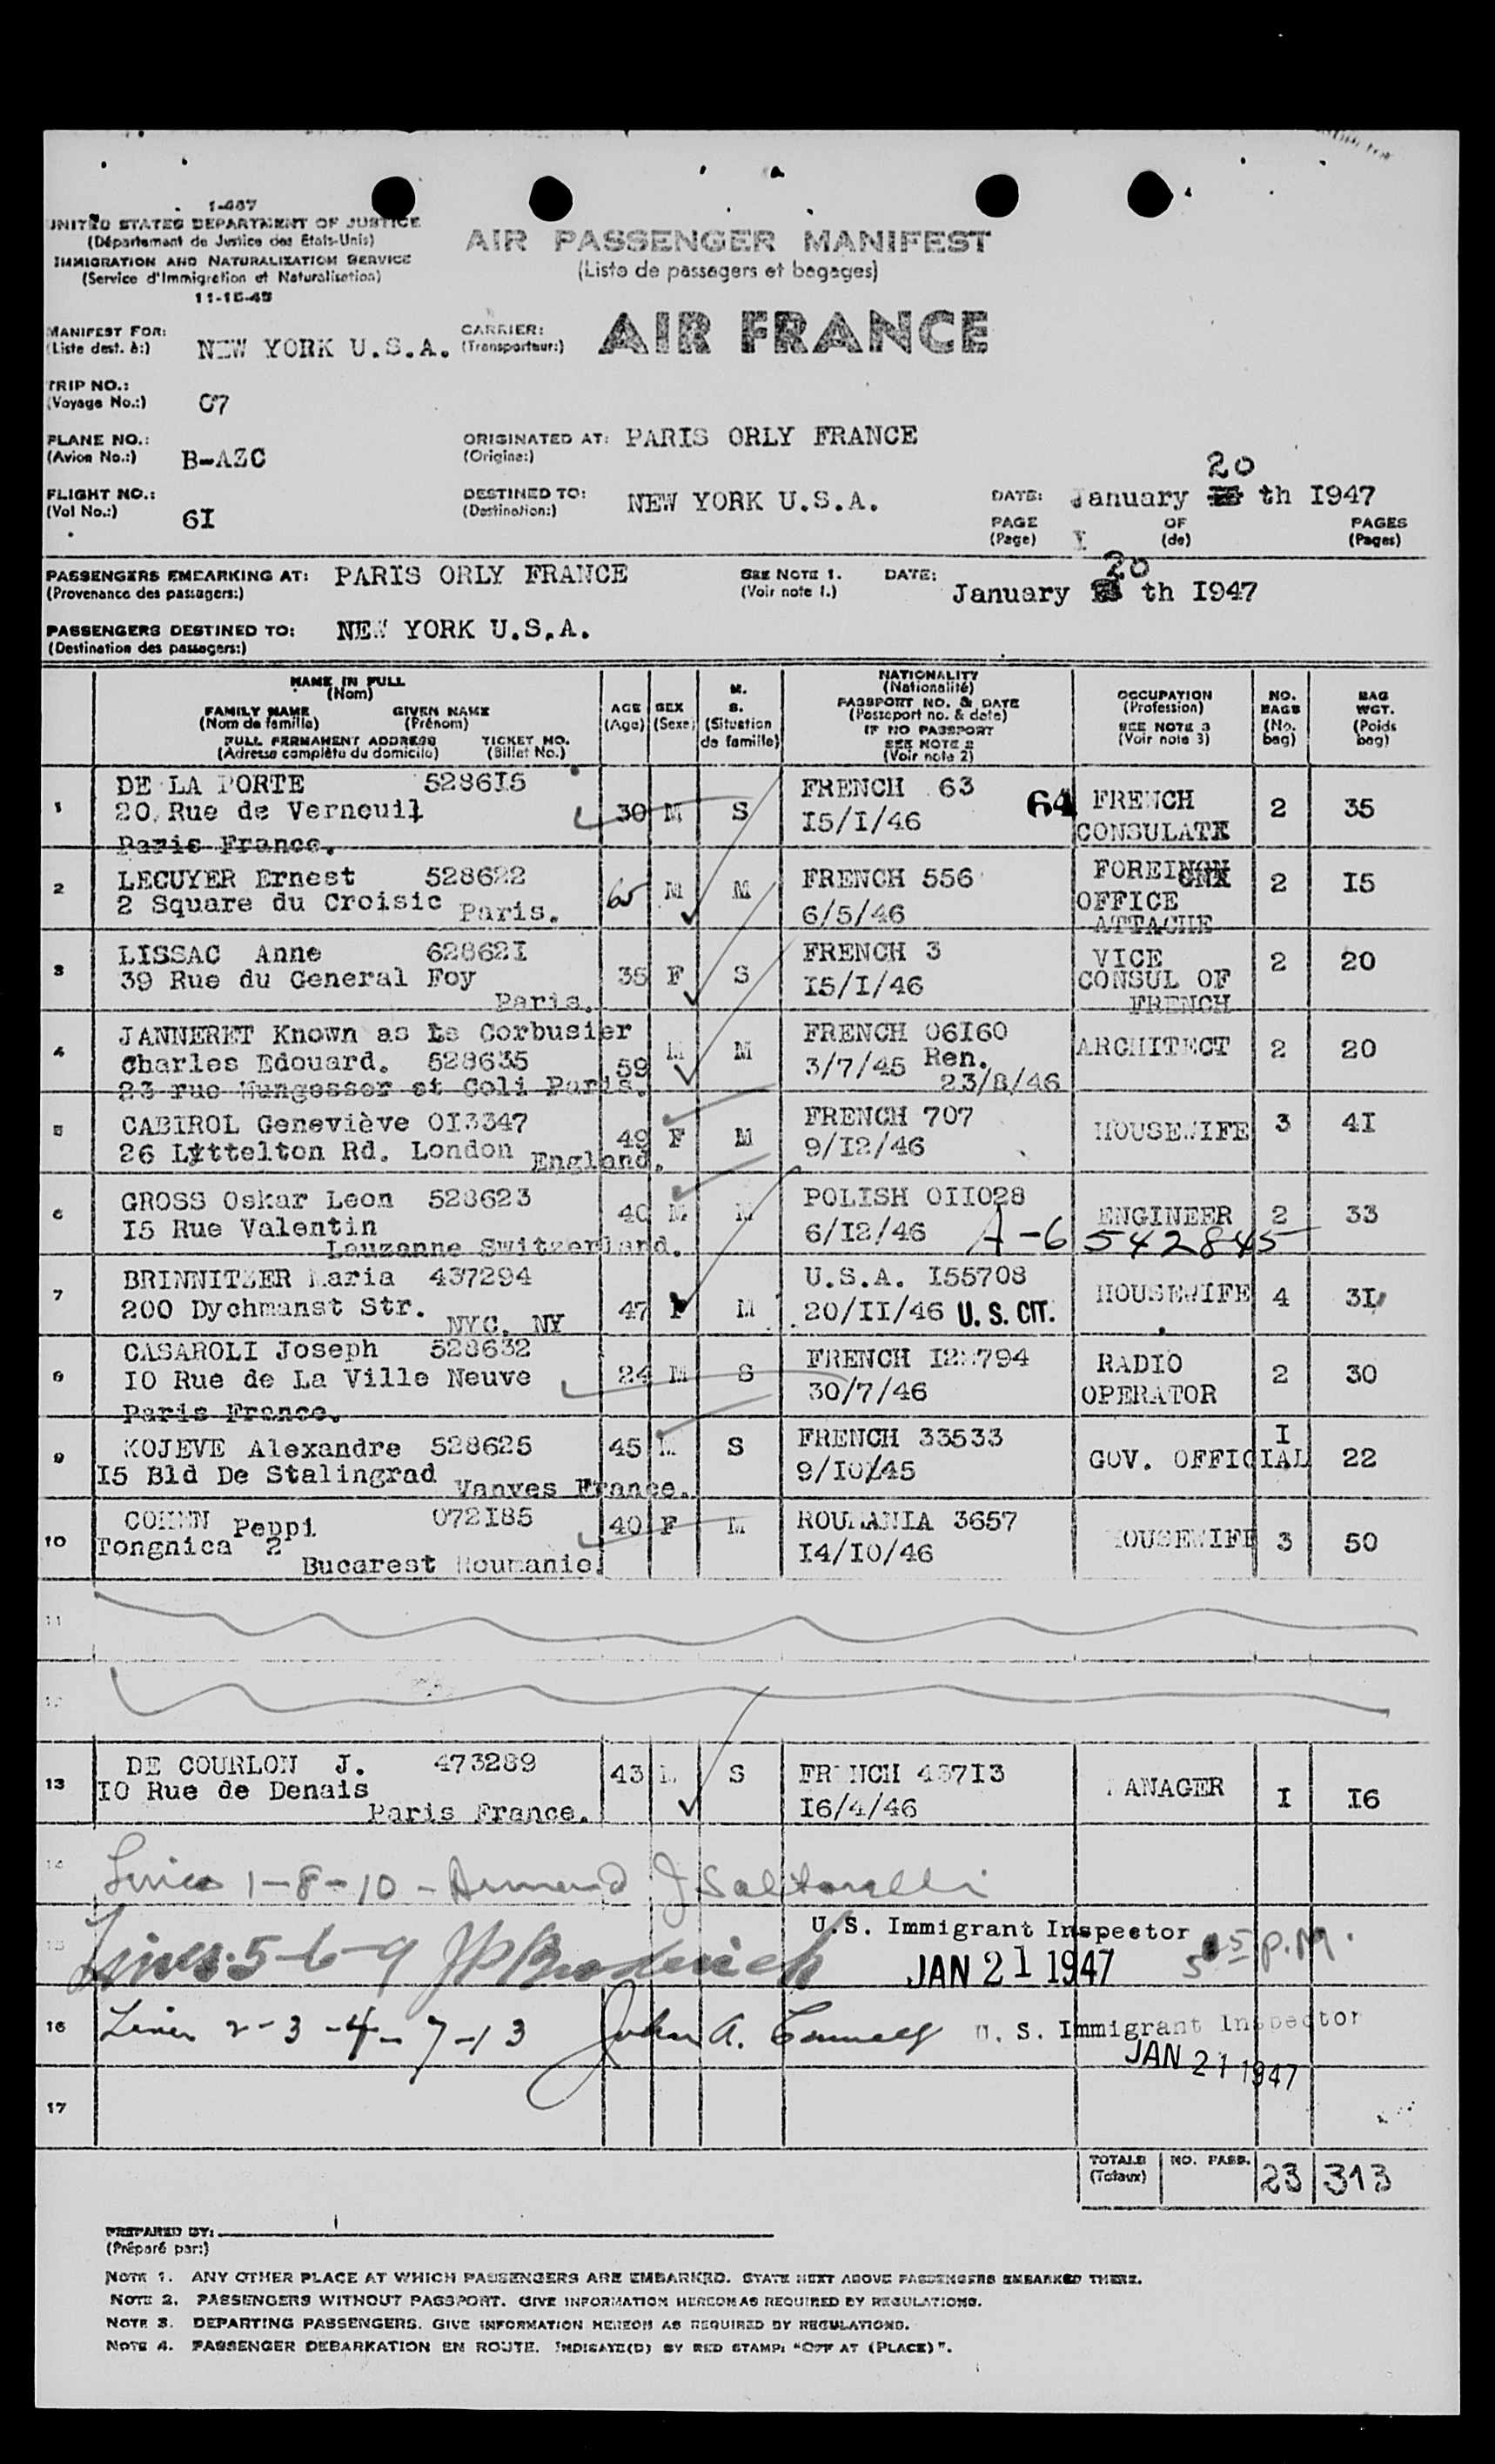 1-487
UNITED STATES DEPARTMENT OF JUSTICE
(Département de Justice des Etats-Unis)
IMMIGRATION AND NATURALIZATION SERVICE
(Service d'Immigration et Naturalisation)
11-15-45
AIR PASSENGER MANIFEST
(Liste de passagers et bagages)
MANIFEST FOR: NEW YORK U.S.A.
(Liste dest. à:)
CARRIER: AIR FRANCE
(Transporteur:)
TRIP NO.: 07
(Voyage No.:)
PLANE NO.: B-AZC
(Avion No.:)
ORIGINATED AT: PARIS ORLY FRANCE
(Origine:)
FLIGHT NO.: 6I
(Vol No.:)
DESTINED TO: NEW YORK U.S.A.
(Destination:)
DATE: January 20 th I947
PAGE I OF PAGES
(Page) (de) (Pages)
PASSENGERS EMBARKING AT: PARIS ORLY FRANCE
(Provenance des passagers:)
SEE NOTE 1. DATE: January 20 th I947
(Voir note 1.)
PASSENGERS DESTINED TO: NEW YORK U.S.A.
(Destination des passagers:)
NAME IN FULL
(Nom)
FAMILY NAME GIVEN NAME
(Nom de famille) (Prénom)
FULL PERMANENT ADDRESS TICKET NO.
(Adresse complète du domicile) (Billet No.)
AGE
(Age)
SEX
(Sexe)
M.
S.
(Situation
de famille)
NATIONALITY
(Nationalité)
PASSPORT NO. & DATE
(Passeport no. & date)
IF NO PASSPORT
SEE NOTE 2
(Voir note 2)
OCCUPATION
(Profession)
SEE NOTE 3
(Voir note 3)
NO.
BAGS
(No.
bag)
BAG
WGT.
(Poids
bag)
1 DE LA PORTE 5286I5 30 M S FRENCH 63 64 FRENCH 2 35
20, Rue de Verneuil I5/I/46 CONSULATE
Paris France.
2 LECUYER Ernest 528622 65 M M FRENCH 556 FOREINGN 2 I5
2 Square du Croisic Paris. 6/5/46 OFFICE
ATTACHE
3 LISSAC Anne 62862I 35 F S FRENCH 3 VICE 2 20
39 Rue du General Foy I5/I/46 CONSUL OF
Paris. FRENCH
4 JANNERET Known as Le Corbusier M M FRENCH 06I60 ARCHITECT 2 20
Charles Edouard. 528635 59 3/7/45 Ren.
23 rue Nungesser et Coli Paris. 23/8/46
5 CABIROL Geneviève 0I3347 49 F M FRENCH 707 HOUSEWIFE 3 4I
26 Lyttelton Rd. London England. 9/I2/46
6 GROSS Oskar Leon 528623 40 M M POLISH 0II028 ENGINEER 2 33
I5 Rue Valentin 6/I2/46 A-6542845
Lauzanne Switzerland.
7 BRINNITZER Maria 437294 47 F M U.S.A. I55708 HOUSEWIFE 4 3I
200 Dychmanst Str. NYC. NY 20/II/46 U.S. CIT.
8 CASAROLI Joseph 528632 24 M S FRENCH RADIO 2 30
I0 Rue de La Ville Neuve 30/7/46 OPERATOR
Paris France.
9 KOJEVE Alexandre 528625 45 M S FRENCH 33533 GOV. OFFICIAL I 22
I5 Bld De Stalingrad Vanves France. 9/I0/45
10 COHEN Peppi 072I85 40 F M ROUMANIA 3657 HOUSEWIFE 3 50
Tongnica 2 I4/I0/46
Bucarest Roumanie.
11
12
13 DE COURLON J. 473289 43 M S FRENCH 437I3 MANAGER I I6
I0 Rue de Denais I6/4/46
Paris France.
14 Lines 1-8-10 - Armand J Saltarelli
15 Lines 5-6-9 JP Broderick U.S. Immigrant Inspector
JAN 21 1947 P.M.
16 Lines 2-3-4-7-13 John A. U. S. Immigrant Inspector
JAN 21 1947
17
TOTALS NO. PASS. 23 313
(Totaux)
PREPARED BY:
(Préparé par:)
NOTE 1. ANY OTHER PLACE AT WHICH PASSENGERS ARE EMBARKED. STATE NEXT ABOVE PASSENGERS EMBARKED THERE.
NOTE 2. PASSENGERS WITHOUT PASSPORT. GIVE INFORMATION HEREON AS REQUIRED BY REGULATIONS.
NOTE 3. DEPARTING PASSENGERS. GIVE INFORMATION HEREON AS REQUIRED BY REGULATIONS.
NOTE 4. PASSENGER DEBARKATION EN ROUTE. INDICATE(D) BY RED STAMP: "OFF AT (PLACE)".